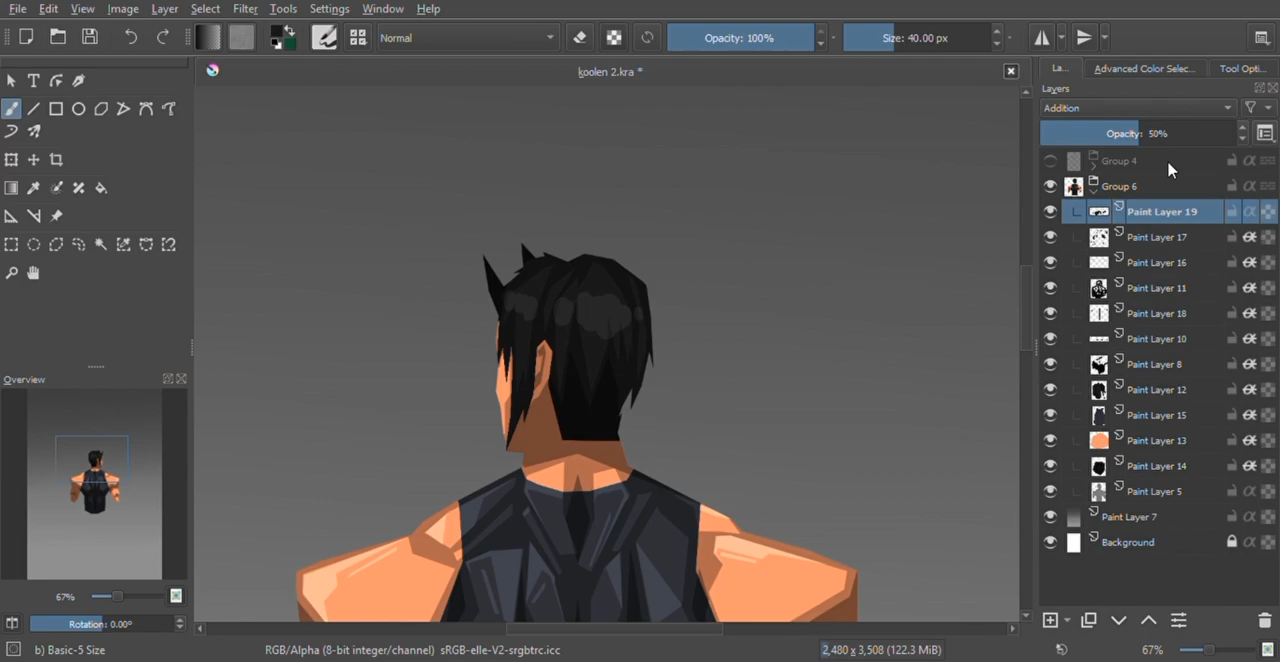 File Edit View Image Layer Select Filter Tools Settings Window Help
Normal
Opacity: 100%
Size: 40.00 px
koolen 2.kra *
La...
Advanced Color Selec...
Tool Opti...
Layers
Addition
Opacity: 50%
Group 4
Group 6
Paint Layer 19
Paint Layer 17
Paint Layer 16
Paint Layer 11
Paint Layer 18
Paint Layer 10
Paint Layer 8
Paint Layer 12
Paint Layer 15
Paint Layer 13
Paint Layer 14
Paint Layer 5
Paint Layer 7
Background
Overview
67%
Rotation: 0.00°
b) Basic-5 Size
RGB/Alpha (8-bit integer/channel) sRGB-elle-V2-srgbtrc.icc
2,480 x 3,508 (122.3 MiB)
67%